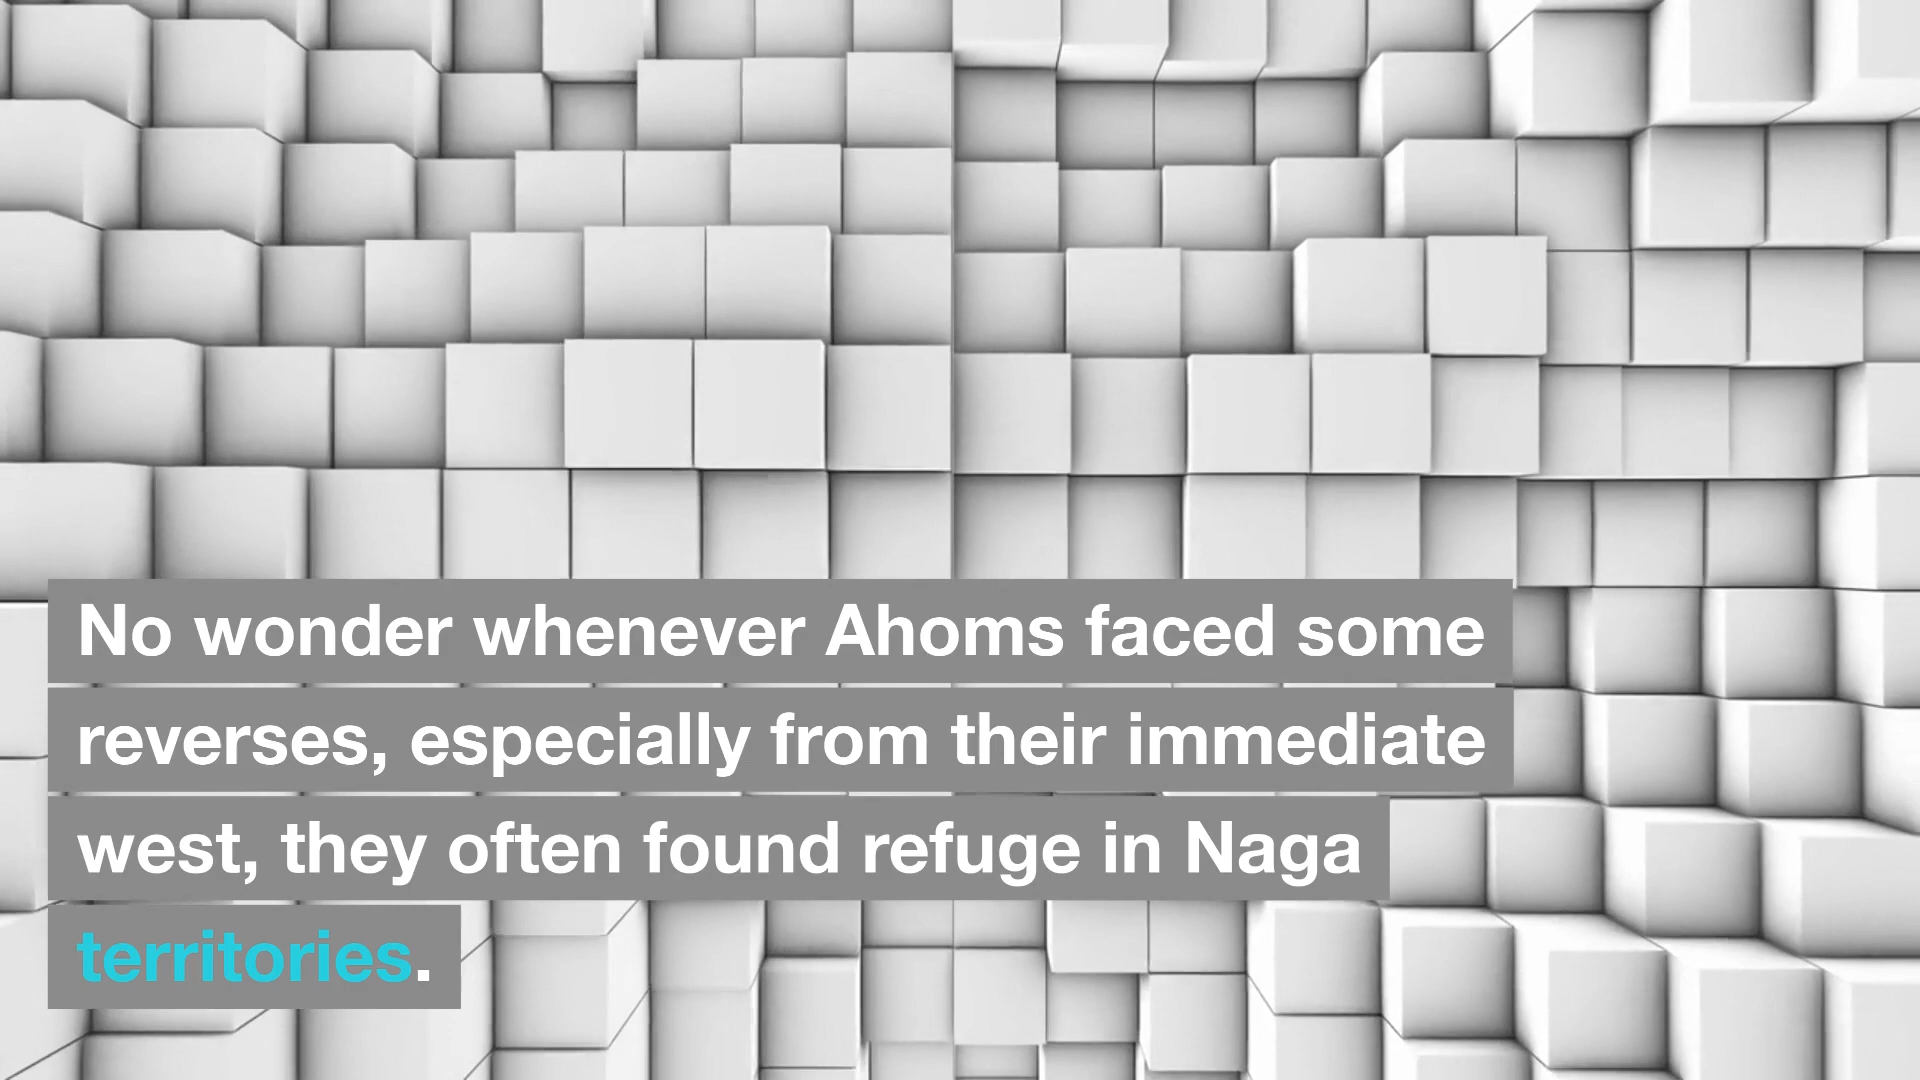 No wonder whenever Ahoms faced some
reverses, especially from their immediate
west, they often found refuge in Naga
territories.